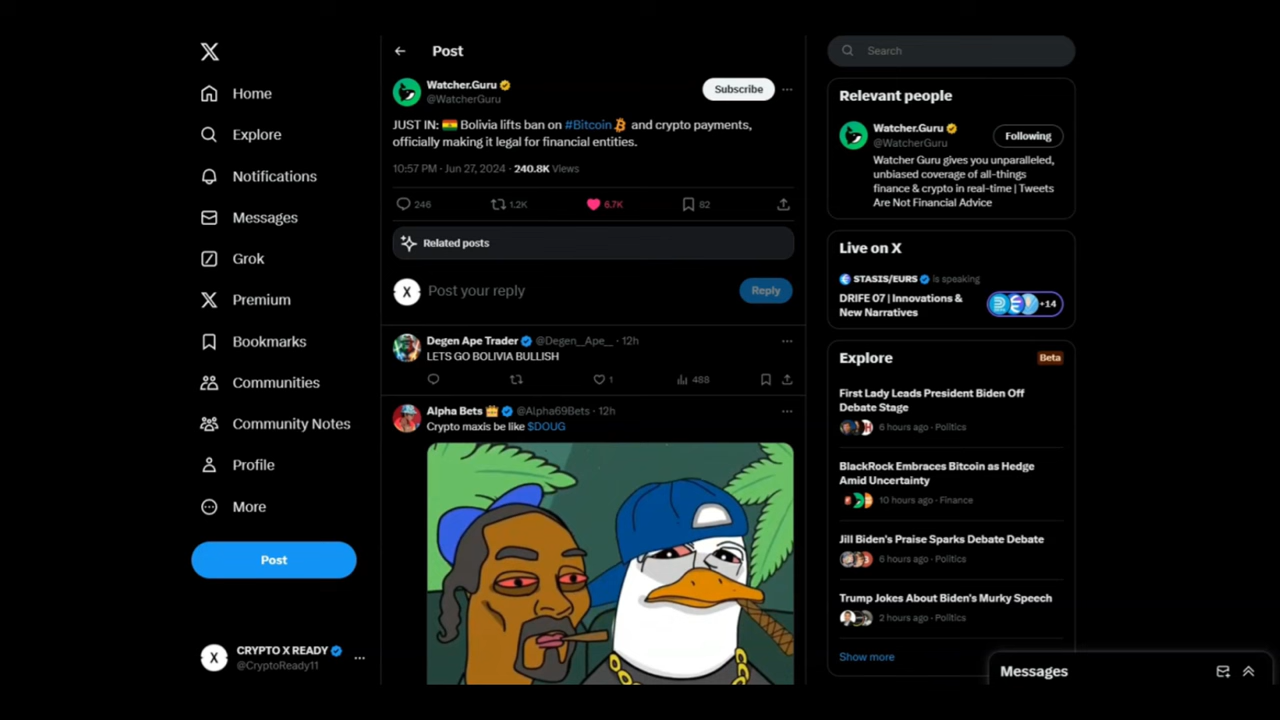 Home
Explore
Notifications
Messages
Grok
Premium
Bookmarks
Communities
Community Notes
Profile
More
Post
CRYPTO X READY
@CryptoReady11
Post
Watcher.Guru
@WatcherGuru
Subscribe
JUST IN: 🇧🇴 Bolivia lifts ban on #Bitcoin and crypto payments,
officially making it legal for financial entities.
10:57 PM · Jun 27, 2024 · 240.8K Views
246 1.2K 6.7K 82
Related posts
X Post your reply
Reply
Degen Ape Trader @Degen__Ape__ · 12h
LETS GO BOLIVIA BULLISH
1 488
Alpha Bets 👑 @Alpha69Bets · 12h
Crypto maxis be like $DOUG
Search
Relevant people
Watcher.Guru
@WatcherGuru
Following
Watcher Guru gives you unparalleled,
unbiased coverage of all-things
finance & crypto in real-time | Tweets
Are Not Financial Advice
Live on X
STASIS/EURS is speaking
DRIFE 07 | Innovations &
New Narratives
+14
Explore
Beta
First Lady Leads President Biden Off
Debate Stage
6 hours ago · Politics
BlackRock Embraces Bitcoin as Hedge
Amid Uncertainty
10 hours ago · Finance
Jill Biden's Praise Sparks Debate Debate
6 hours ago · Politics
Trump Jokes About Biden's Murky Speech
2 hours ago · Politics
Show more
Messages